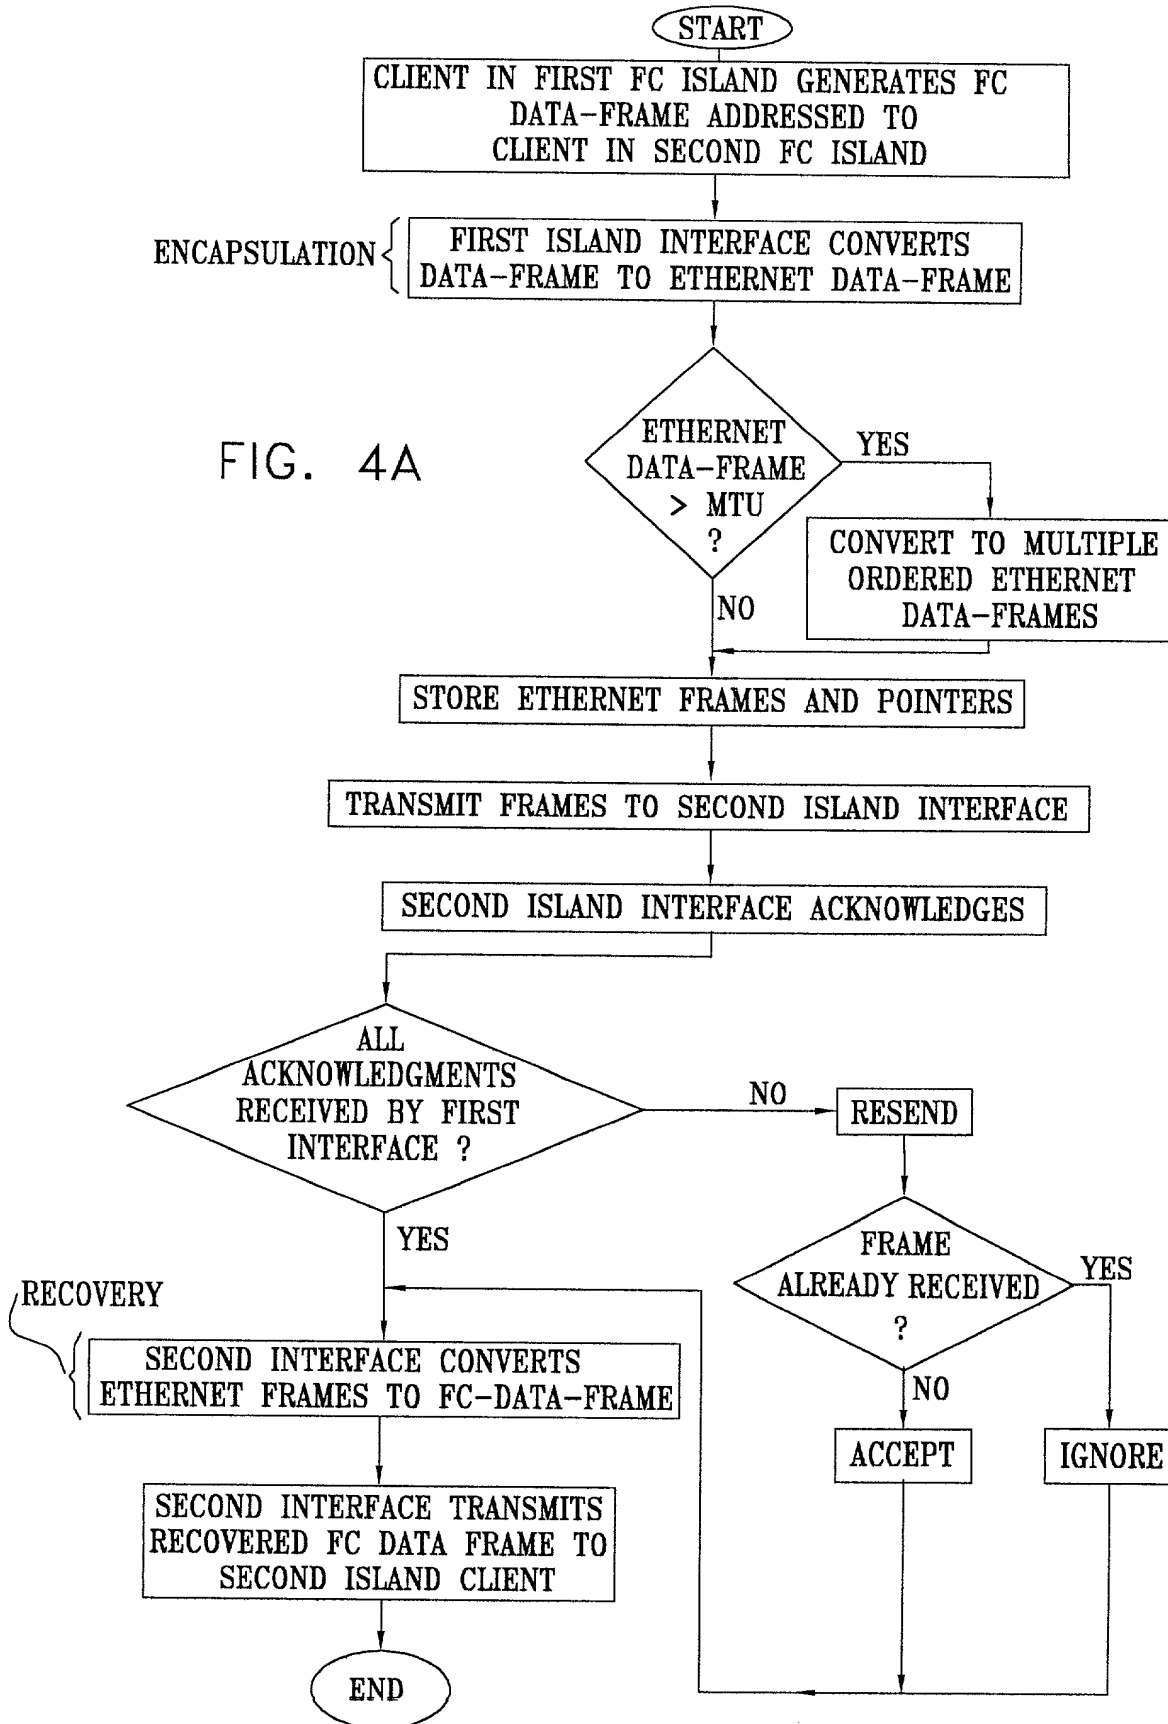 START
CLIENT IN FIRST FC ISLAND GENERATES FC
DATA-FRAME ADDRESSED TO
CLIENT IN SECOND FC ISLAND
ENCAPSULATION
FIRST ISLAND INTERFACE CONVERTS
DATA-FRAME TO ETHERNET DATA-FRAME
FIG. 4A
ETHERNET
DATA-FRAME
> MTU
?
YES
NO
CONVERT TO MULTIPLE
ORDERED ETHERNET
DATA-FRAMES
STORE ETHERNET FRAMES AND POINTERS
TRANSMIT FRAMES TO SECOND ISLAND INTERFACE
SECOND ISLAND INTERFACE ACKNOWLEDGES
ALL
ACKNOWLEDGMENTS
RECEIVED BY FIRST
INTERFACE ?
NO
RESEND
YES
FRAME
ALREADY RECEIVED
?
YES
NO
RECOVERY
SECOND INTERFACE CONVERTS
ETHERNET FRAMES TO FC-DATA-FRAME
ACCEPT
IGNORE
SECOND INTERFACE TRANSMITS
RECOVERED FC DATA FRAME TO
SECOND ISLAND CLIENT
END